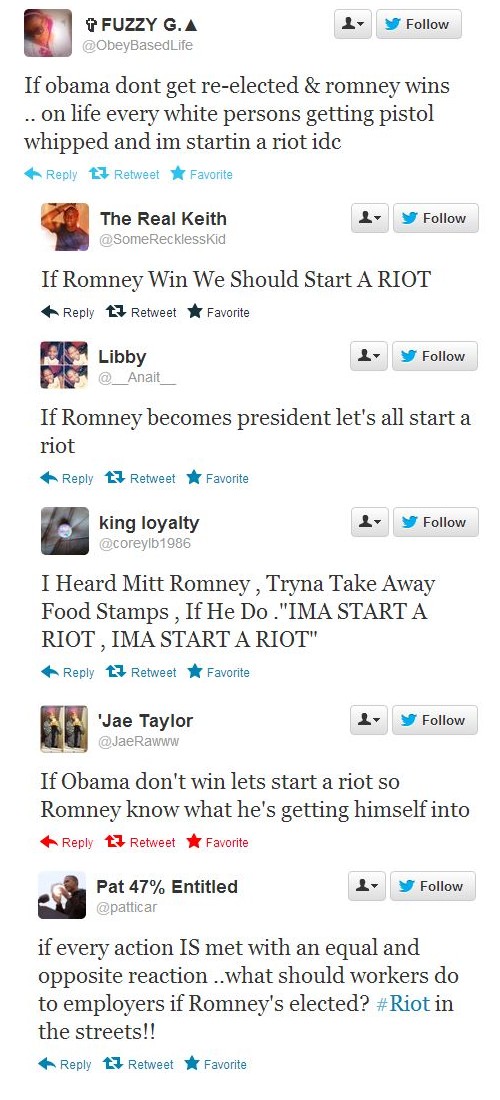 ✞ FUZZY G.▲
@ObeyBasedLife
Follow
If obama dont get re-elected & romney wins
.. on life every white persons getting pistol
whipped and im startin a riot idc
Reply Retweet Favorite
The Real Keith
@SomeRecklessKid
Follow
If Romney Win We Should Start A RIOT
Reply Retweet Favorite
Libby
@__Anait__
Follow
If Romney becomes president let's all start a
riot
Reply Retweet Favorite
king loyalty
@coreylb1986
Follow
I Heard Mitt Romney , Tryna Take Away
Food Stamps , If He Do ."IMA START A
RIOT , IMA START A RIOT"
Reply Retweet Favorite
'Jae Taylor
@JaeRawww
Follow
If Obama don't win lets start a riot so
Romney know what he's getting himself into
Reply Retweet Favorite
Pat 47% Entitled
@patticar
Follow
if every action IS met with an equal and
opposite reaction ..what should workers do
to employers if Romney's elected? #Riot in
the streets!!
Reply Retweet Favorite